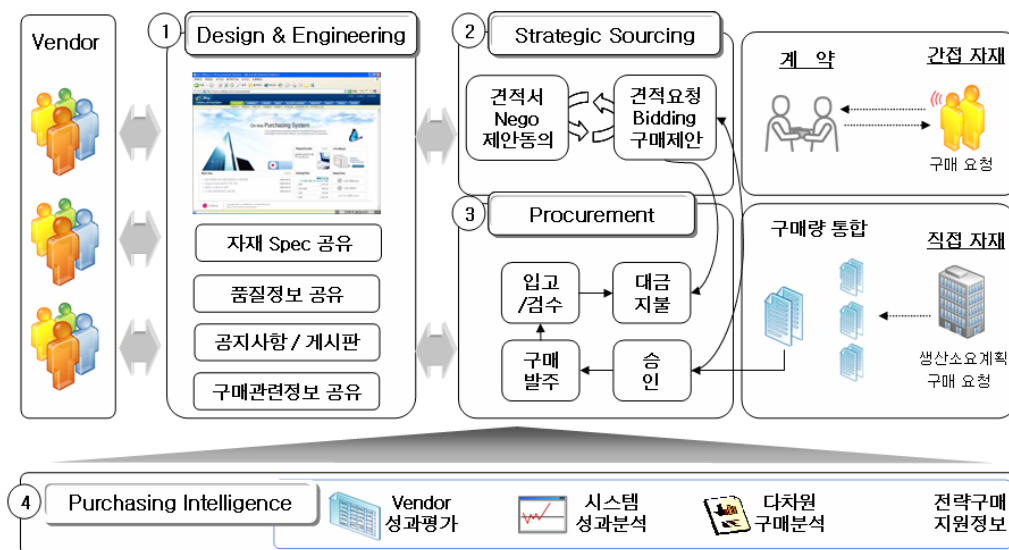 Vendor
1
Design & Engineering
On-line Purchasing System
자재 Spec 공유
품질정보 공유
공지사항 / 게시판
구매관련정보 공유
2
Strategic Sourcing
견적서
Nego
제안동의
견적요청
Bidding
구매제안
3
Procurement
입고
/검수
대금
지불
구매
발주
승
인
계 약
간접 자재
구매 요청
구매량 통합
직접 자재
생산소요계획
구매 요청
4
Purchasing Intelligence
Vendor
성과평가
시스템
성과분석
다차원
구매분석
전략구매
지원정보